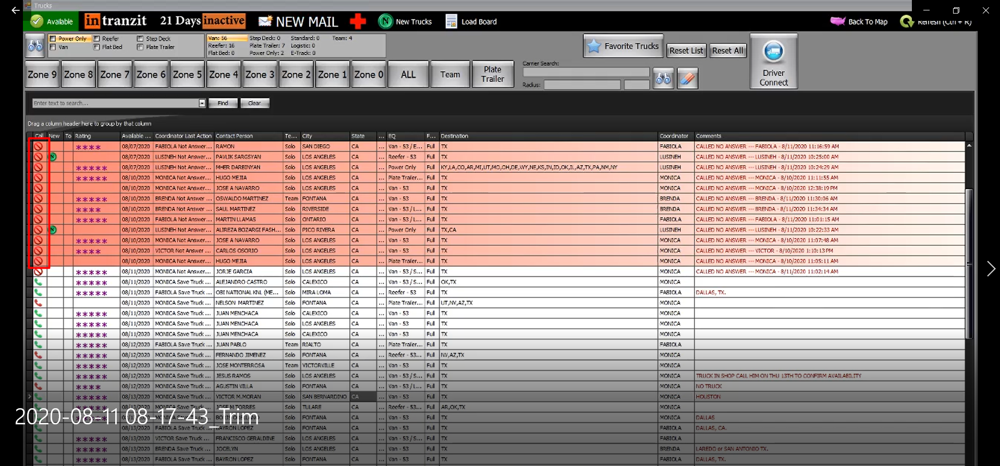 Trucks
Available intranzit 21 Days inactive NEW MAIL N New Trucks Load Board Back To Map Refresh (Ctrl + R)
Power Only Reefer Step Deck Van: 56 Step Deck: 0 Standard: 0 Team: 4
Van Flat Bed Plate Trailer Reefer: 16 Plate Trailer: 7 Logistic: 0
Flat Bed: 0 Power Only: 2 E-Track: 0
Favorite Trucks Reset List Reset All Driver Connect
Zone 9 Zone 8 Zone 7 Zone 6 Zone 5 Zone 4 Zone 3 Zone 2 Zone 1 Zone 0 ALL Team Plate Trailer
Carrier Search:
Radius:
Enter text to search... Find Clear
Drag a column header here to group by that column
Call New To Rating Available ... Coordinator Last Action Contact Person Te... City State ... EQ F... Destination Coordinator Comments
**** 08/07/2020 FABIOLA Not Answer... RAMON Solo SAN DIEGO CA ... Van - 53 / E... Full TX FABIOLA CALLED NO ANSWER --- FABIOLA - 8/11/2020 11:16:59 AM
N 08/07/2020 LUSINEH Not Answer... PAVLIK SARGSYAN Solo LOS ANGELES CA ... Reefer - 53 Full TX LUSINEH CALLED NO ANSWER --- LUSINEH - 8/11/2020 10:25:00 AM
***** 08/07/2020 LUSINEH Not Answer... MHER DARBINYAN Solo LOS ANGELES CA ... Power Only Full KY,LA,CO,AR,MI,UT,MO,OH,DE,WY,NE,KS,IN,ID,OK,IL,AZ,TX,PA,NM,NY LUSINEH CALLED NO ANSWER --- LUSINEH - 8/11/2020 10:24:29 AM
***** 08/10/2020 MONICA Not Answer... HUGO MEJIA Solo LOS ANGELES CA ... Plate Trailer... Full TX MONICA CALLED NO ANSWER --- MONICA - 8/10/2020 11:11:55 AM
08/10/2020 MONICA Not Answer... JOSE A NAVARRO Solo LOS ANGELES CA ... Van - 53 Full TX MONICA CALLED NO ANSWER --- MONICA - 8/10/2020 12:38:19 PM
***** 08/10/2020 BRENDA Not Answer ... OSWALDO MARTINEZ Team FONTANA CA ... Van - 53 Full TX BRENDA CALLED NO ANSWER --- BRENDA - 8/11/2020 11:30:05 AM
**** 08/10/2020 BRENDA Not Answer ... SAUL MARTINEZ Solo RIVERSIDE CA ... Van - 53 / L... Full TX BRENDA CALLED NO ANSWER --- BRENDA - 8/11/2020 11:34:34 AM
***** 08/10/2020 FABIOLA Not Answer... MARTIN LLAMAS Solo ONTARIO CA ... Van - 53 / L... Full TX FABIOLA CALLED NO ANSWER --- FABIOLA - 8/11/2020 11:01:15 AM
N 08/10/2020 LUSINEH Not Answer... ALIREZA BOZARGI FASH... Solo PICO RIVERA CA ... Power Only Full TX,CA LUSINEH CALLED NO ANSWER --- LUSINEH - 8/11/2020 10:22:33 AM
***** 08/10/2020 MONICA Not Answer... JOSE A NAVARRO Solo LOS ANGELES CA ... Van - 53 Full TX MONICA CALLED NO ANSWER --- MONICA - 8/10/2020 11:07:48 AM
**** 08/10/2020 VICTOR Not Answer... CARLOS OSORIO Solo LOS ANGELES CA ... Van - 53 Full TX MONICA CALLED NO ANSWER --- VICTOR - 8/10/2020 1:10:13 PM
08/10/2020 MONICA Not Answer... HUGO MEJIA Solo LOS ANGELES CA ... Plate Trailer... Full TX MONICA CALLED NO ANSWER --- MONICA - 8/10/2020 11:05:11 AM
***** 08/11/2020 MONICA Not Answer... JORJE GARCIA Solo LOS ANGELES CA ... Van - 53 / S... Full TX MONICA CALLED NO ANSWER --- MONICA - 8/11/2020 11:02:14 AM
***** 08/11/2020 MONICA Save Truck ... ALEJANDRO CASTRO Solo CALEXICO CA ... Van - 53 / S... Full OK,TX MONICA
***** 08/11/2020 FABIOLA Save Truck ... OBI NATIONAL KNL (ME... Solo MIRA LOMA CA ... Reefer - 53 Full TX FABIOLA DALLAS, TX.
08/11/2020 MONICA Save Truck ... NELSON MARTINEZ Solo FONTANA CA ... Plate Trailer... Full UT,NV,AZ,TX MONICA
***** 08/11/2020 MONICA Save Truck ... JUAN MENCHACA Solo CALEXICO CA ... Van - 53 Full TX MONICA
***** 08/11/2020 MONICA Save Truck ... JUAN MENCHACA Solo LOS ANGELES CA ... Van - 53 Full TX MONICA
***** 08/11/2020 MONICA Save Truck ... JUAN MENCHACA Solo CALEXICO CA ... Van - 53 Full TX MONICA
***** 08/12/2020 FABIOLA Save Truck ... JUAN PABLO Team RIALTO CA ... Plate Trailer... Full TX FABIOLA
***** 08/12/2020 MONICA Save Truck ... FERNANDO JIMENEZ Solo FONTANA CA ... Reefer - 53... Full NV,AZ,TX MONICA
***** 08/12/2020 MONICA Save Truck ... JOSE MONTERROSA Team VICTORVILLE CA ... Van - 53 Full TX MONICA
***** 08/12/2020 MONICA Save Truck ... JESUS RAMOS Solo LOS ANGELES CA ... Van - 53 / S... Full TX MONICA TRUCK IN SHOP CALL HIM ON THU 13TH TO CONFIRM AVAILABILITY
**** 08/12/2020 MONICA Save Truck ... AGUSTIN VILLA Solo FONTANA CA ... Van - 53 / L... Full TX MONICA NO TRUCK
***** 08/13/2020 MONICA Save Truck ... VICTOR M.MORAN Solo SAN BERNARDINO CA ... Van - 53 Full TX MONICA HOUSTON
***** 08/13/2020 MONICA Save Truck ... JOSE M TORRES Solo TULARE CA ... Reefer - 53... Full AR,OK,TX MONICA
Solo FONTANA CA ... Van - 53 Full TX MONICA DALLAS
2020-08-11 08-17-43_Trim
08/13/2020 FABIOLA Save Truck ... BAYRON LOPEZ Solo FONTANA CA ... Van - 53 Full TX FABIOLA DALLAS, CA.
***** 08/13/2020 VICTOR Save Truck ... FRANCISCO GERALDINE Solo LOS ANGELES CA ... Van - 53 / S... Full TX FABIOLA
***** 08/13/2020 BRENDA Save Truck ... JOCELYN Solo LOS ANGELES CA ... Van - 53 Full TX BRENDA LAREDO or SAN ANTONIO TX.
***** 08/13/2020 FABIOLA Save Truck ... BAYRON LOPEZ Solo FONTANA CA ... Van - 53 Full TX FABIOLA DALLAS, TX.